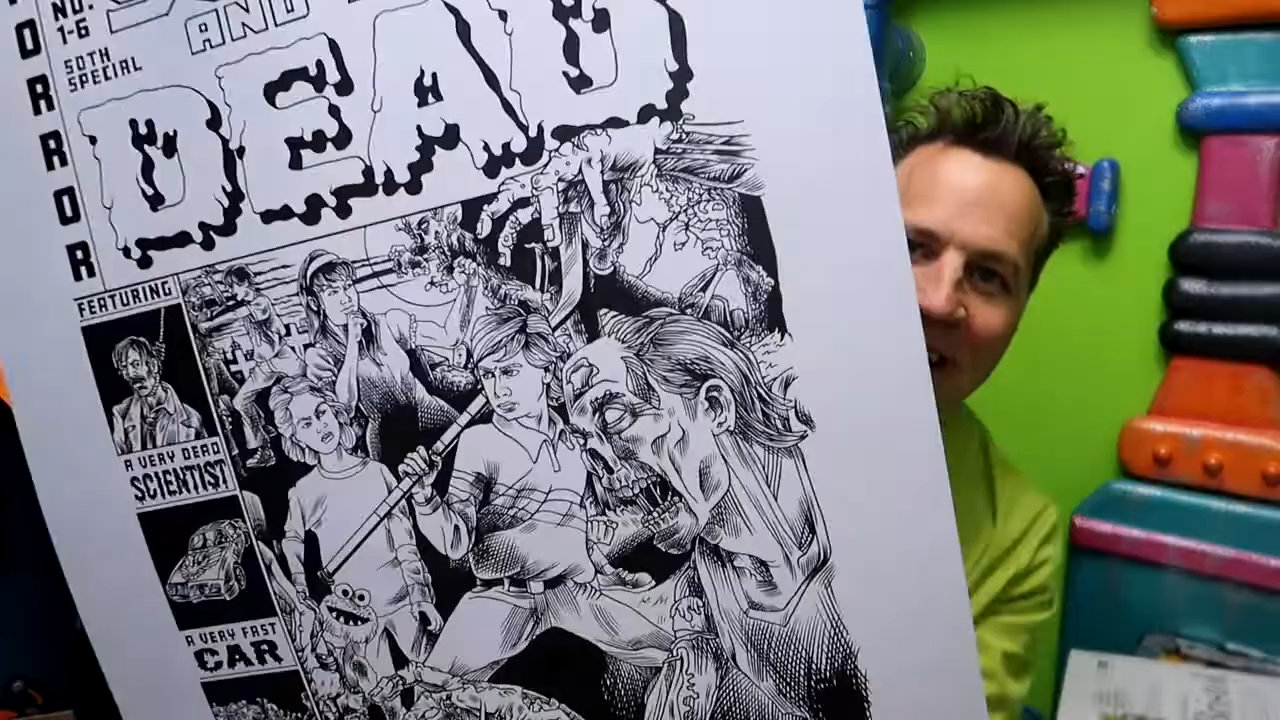 HORROR
NO.
1-6
50TH
SPECIAL
AND
DEAD
FEATURING
A VERY DEAD
SCIENTIST
A VERY FAST
CAR